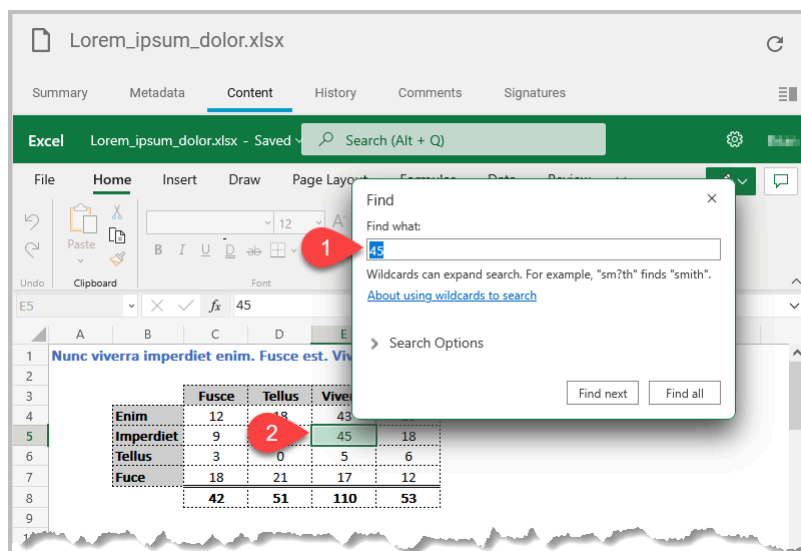 Lorem_ipsum_dolor.xlsx
Summary Metadata Content History Comments Signatures
Excel Lorem_ipsum_dolor.xlsx - Saved Search (Alt + Q)
File Home Insert Draw Page Layout Formulas Data Review
Find
Find what:
45
Wildcards can expand search. For example, "sm?th" finds "smith".
About using wildcards to search
Search Options
Find next Find all
1
Paste 12 A
B I U D ab
Undo Clipboard Font
E5 fx 45
A B C D E
1 Nunc viverra imperdiet enim. Fusce est.
2
3 Fusce Tellus
4 Enim 12 18 43
5 Imperdiet 9 45 18
2
6 Tellus 3 0 5 6
7 Fuce 18 21 17 12
8 42 51 110 53
9